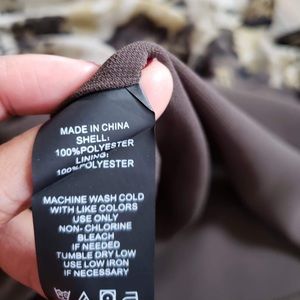 MADE IN CHINA
SHELL:
100%POLYESTER
LINING:
100%POLYESTER
MACHINE WASH COLD
WITH LIKE COLORS
USE ONLY
NON- CHLORINE
BLEACH
IF NEEDED
TUMBLE DRY LOW
USE LOW IRON
IF NECESSARY